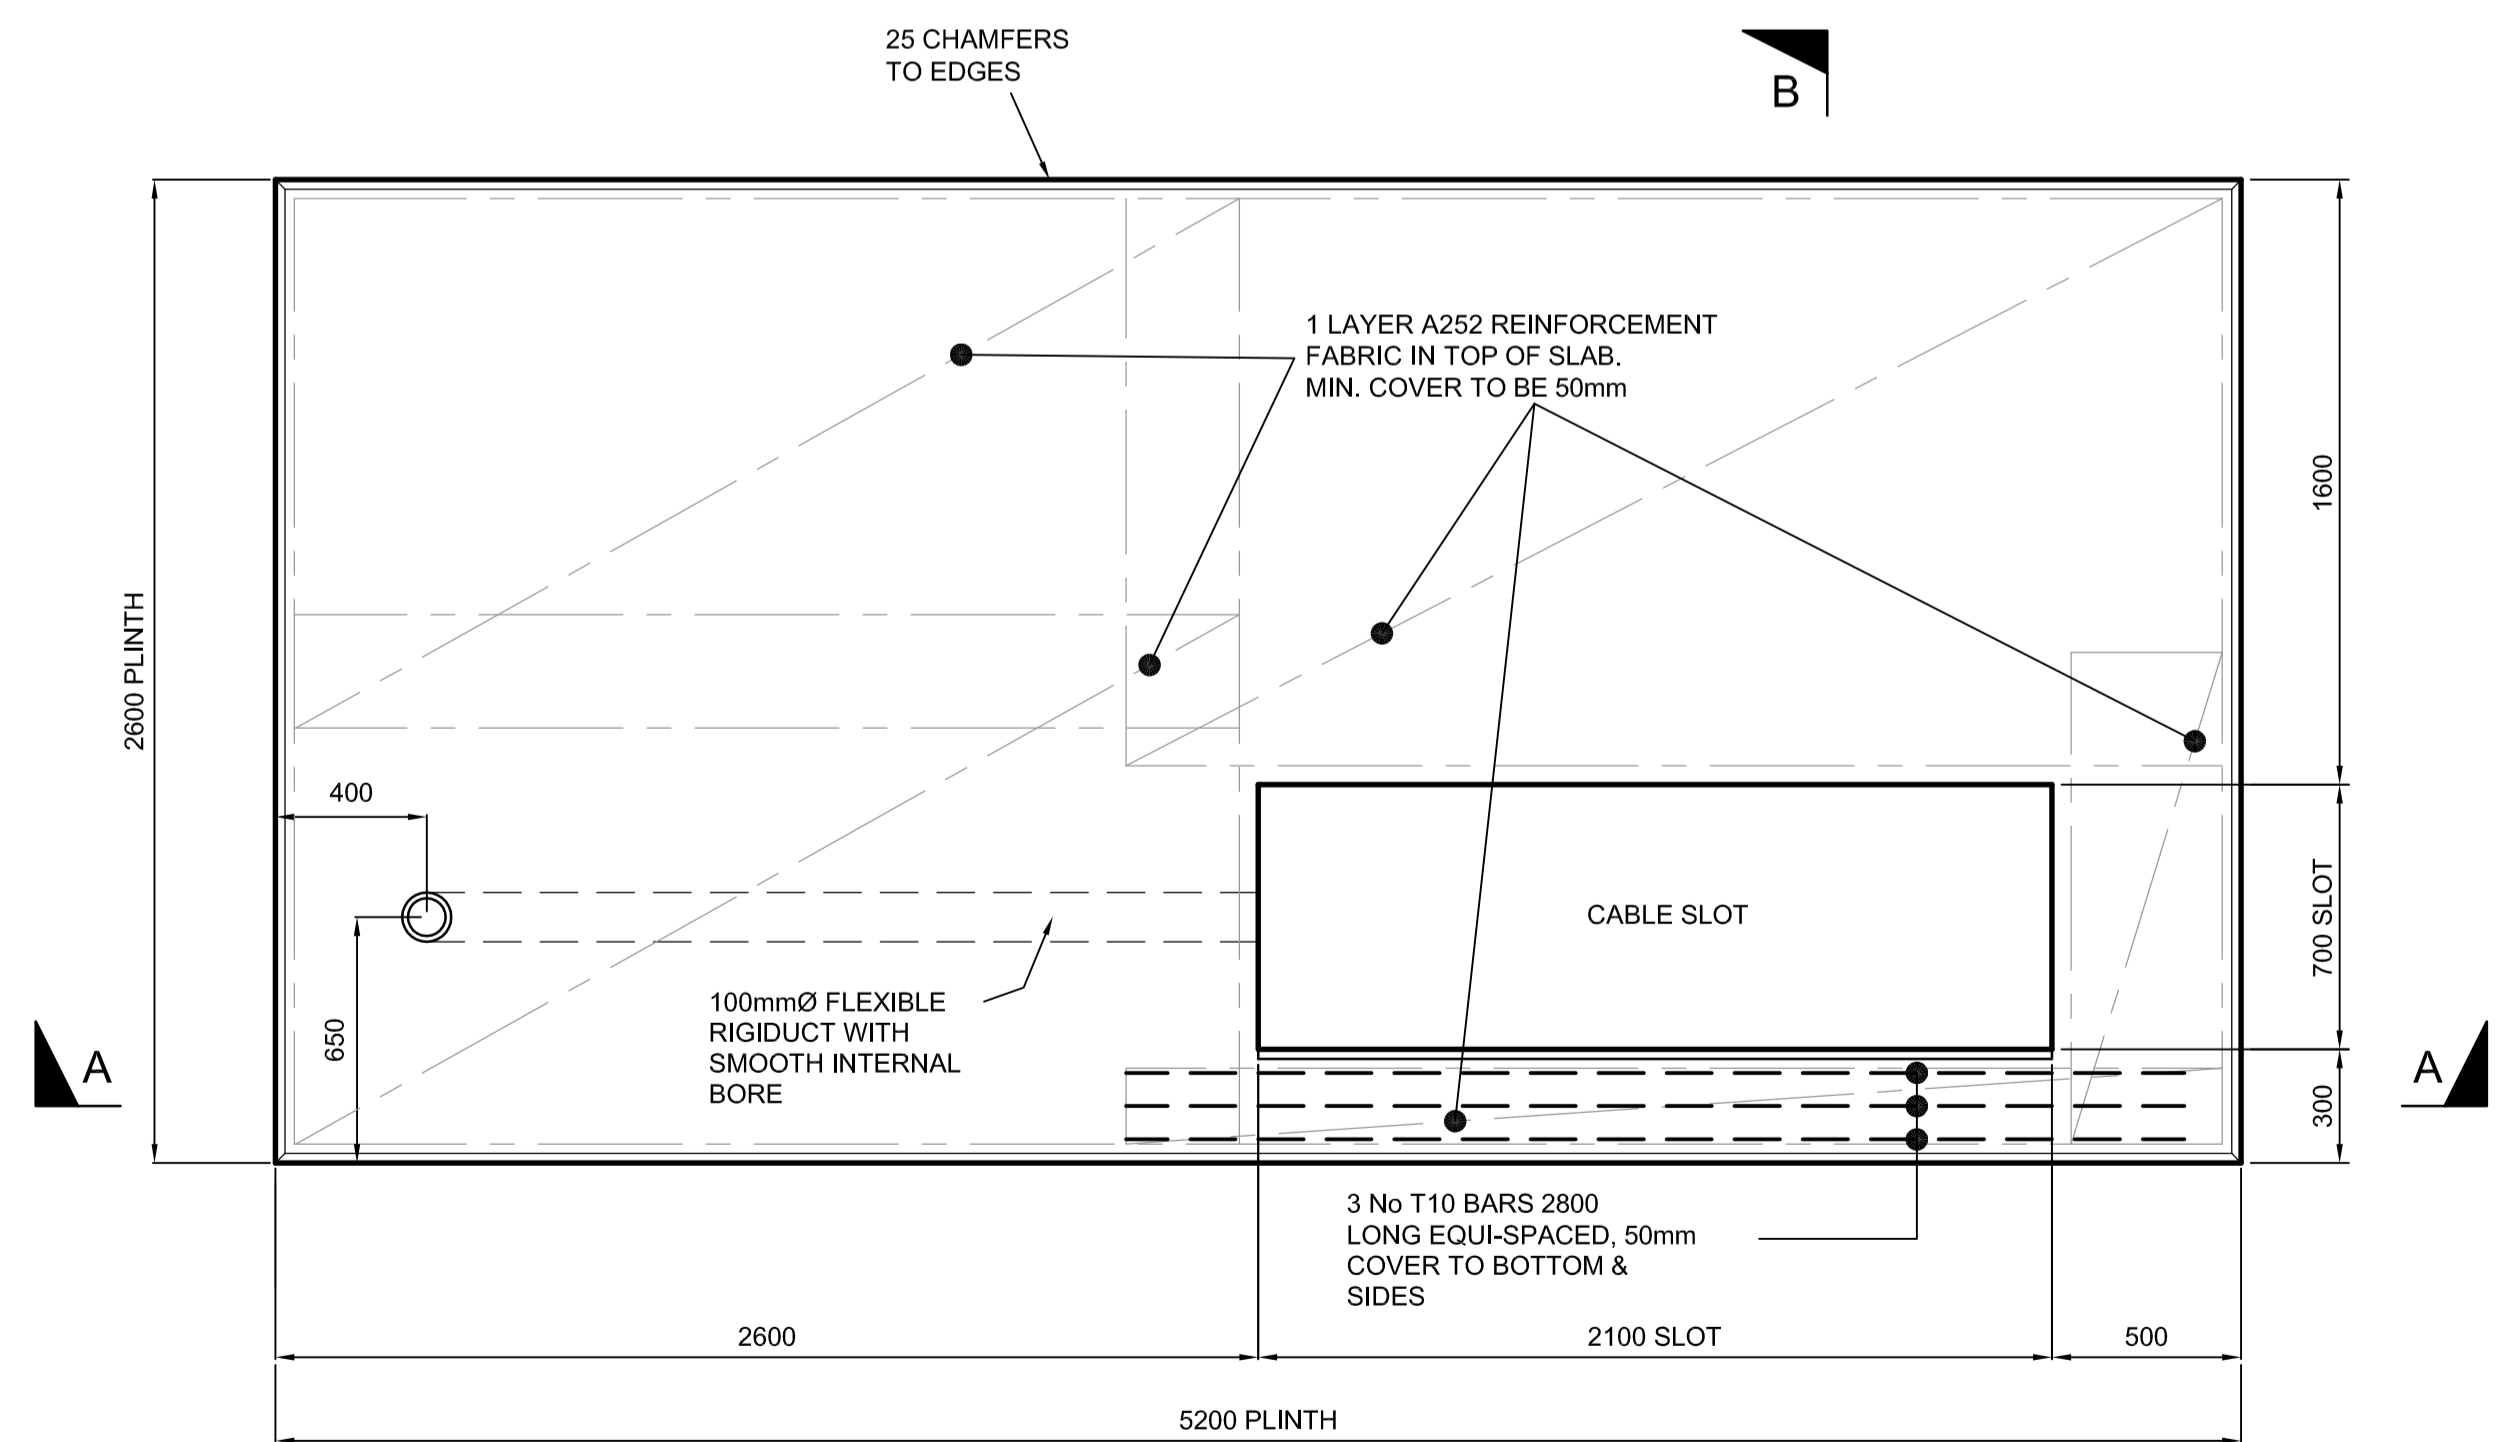 25 CHAMFERS
TO EDGES
B
1 LAYER A252 REINFORCEMENT
FABRIC IN TOP OF SLAB.
MIN. COVER TO BE 50mm
1600
2600 PLINTH
400
CABLE SLOT
700 SLOT
100mmØ FLEXIBLE
RIGIDUCT WITH
SMOOTH INTERNAL
BORE
650
A
A
300
3 No T10 BARS 2800
LONG EQUI-SPACED, 50mm
COVER TO BOTTOM &
SIDES
2600
2100 SLOT
500
5200 PLINTH